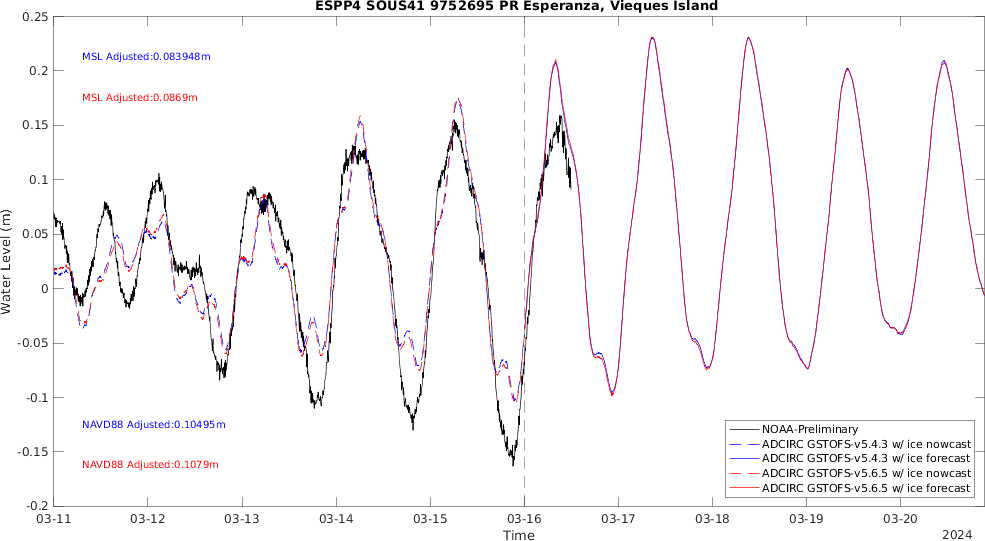 ESPP4 SOUS41 9752695 PR Esperanza, Vieques Island
0.25
0.2
0.15
0.1
0.05
0
-0.05
-0.1
-0.15
-0.2
Water Level (m)
MSL Adjusted:0.083948m
MSL Adjusted:0.0869m
NAVD88 Adjusted:0.10495m
NAVD88 Adjusted:0.1079m
NOAA-Preliminary
ADCIRC GSTOFS-v5.4.3 w/ ice nowcast
ADCIRC GSTOFS-v5.4.3 w/ ice forecast
ADCIRC GSTOFS-v5.6.5 w/ ice nowcast
ADCIRC GSTOFS-v5.6.5 w/ ice forecast
03-11 03-12 03-13 03-14 03-15 03-16 03-17 03-18 03-19 03-20
Time
2024